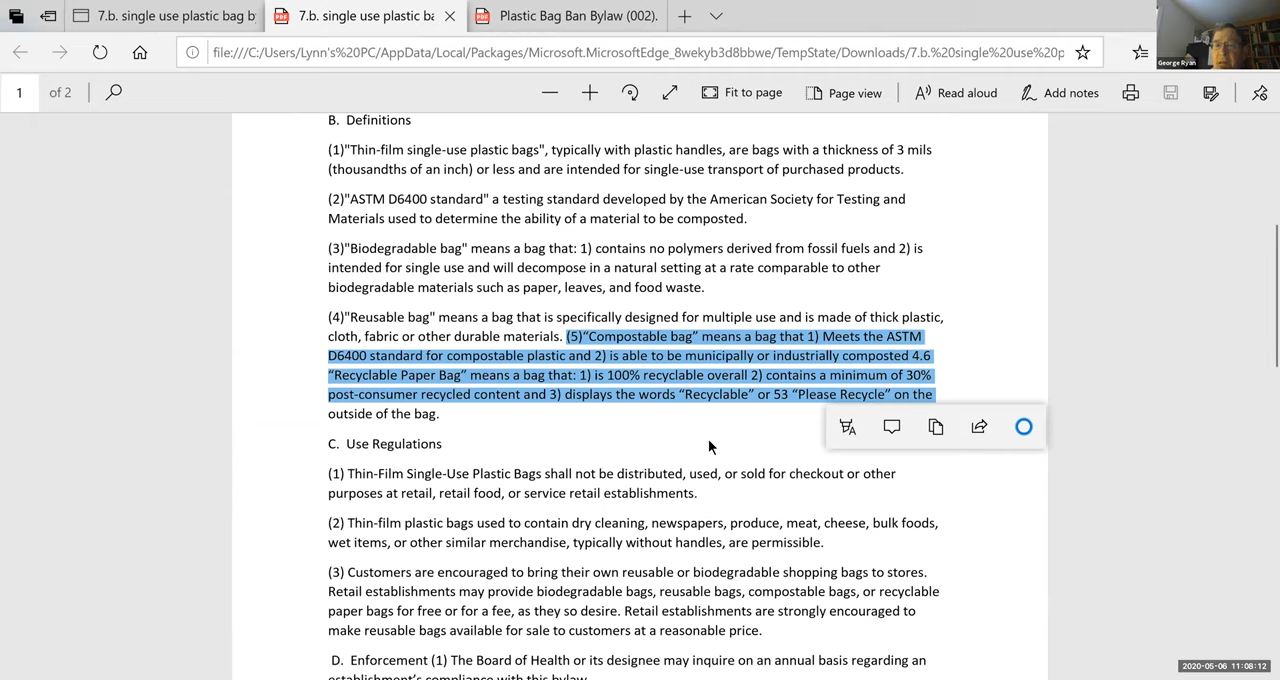 7.b. single use plastic bag b
7.b. single use plastic ba
Plastic Bag Ban Bylaw (002).
file:///C:/Users/Lynn's%20PC/AppData/Local/Packages/Microsoft.MicrosoftEdge_8wekyb3d8bbwe/TempState/Downloads/7.b.%20single%20use%20p
George Ryan
1 of 2
Fit to page
Page view
Read aloud
Add notes
B. Definitions
(1)"Thin-film single-use plastic bags", typically with plastic handles, are bags with a thickness of 3 mils
(thousandths of an inch) or less and are intended for single-use transport of purchased products.
(2)"ASTM D6400 standard" a testing standard developed by the American Society for Testing and
Materials used to determine the ability of a material to be composted.
(3)"Biodegradable bag" means a bag that: 1) contains no polymers derived from fossil fuels and 2) is
intended for single use and will decompose in a natural setting at a rate comparable to other
biodegradable materials such as paper, leaves, and food waste.
(4)"Reusable bag" means a bag that is specifically designed for multiple use and is made of thick plastic,
cloth, fabric or other durable materials. (5)“Compostable bag” means a bag that 1) Meets the ASTM
D6400 standard for compostable plastic and 2) is able to be municipally or industrially composted 4.6
“Recyclable Paper Bag” means a bag that: 1) is 100% recyclable overall 2) contains a minimum of 30%
post-consumer recycled content and 3) displays the words “Recyclable” or 53 “Please Recycle” on the
outside of the bag.
C. Use Regulations
(1) Thin-Film Single-Use Plastic Bags shall not be distributed, used, or sold for checkout or other
purposes at retail, retail food, or service retail establishments.
(2) Thin-film plastic bags used to contain dry cleaning, newspapers, produce, meat, cheese, bulk foods,
wet items, or other similar merchandise, typically without handles, are permissible.
(3) Customers are encouraged to bring their own reusable or biodegradable shopping bags to stores.
Retail establishments may provide biodegradable bags, reusable bags, compostable bags, or recyclable
paper bags for free or for a fee, as they so desire. Retail establishments are strongly encouraged to
make reusable bags available for sale to customers at a reasonable price.
D. Enforcement (1) The Board of Health or its designee may inquire on an annual basis regarding an
establishment’s compliance with this bylaw.
2020-05-06 11:08:12